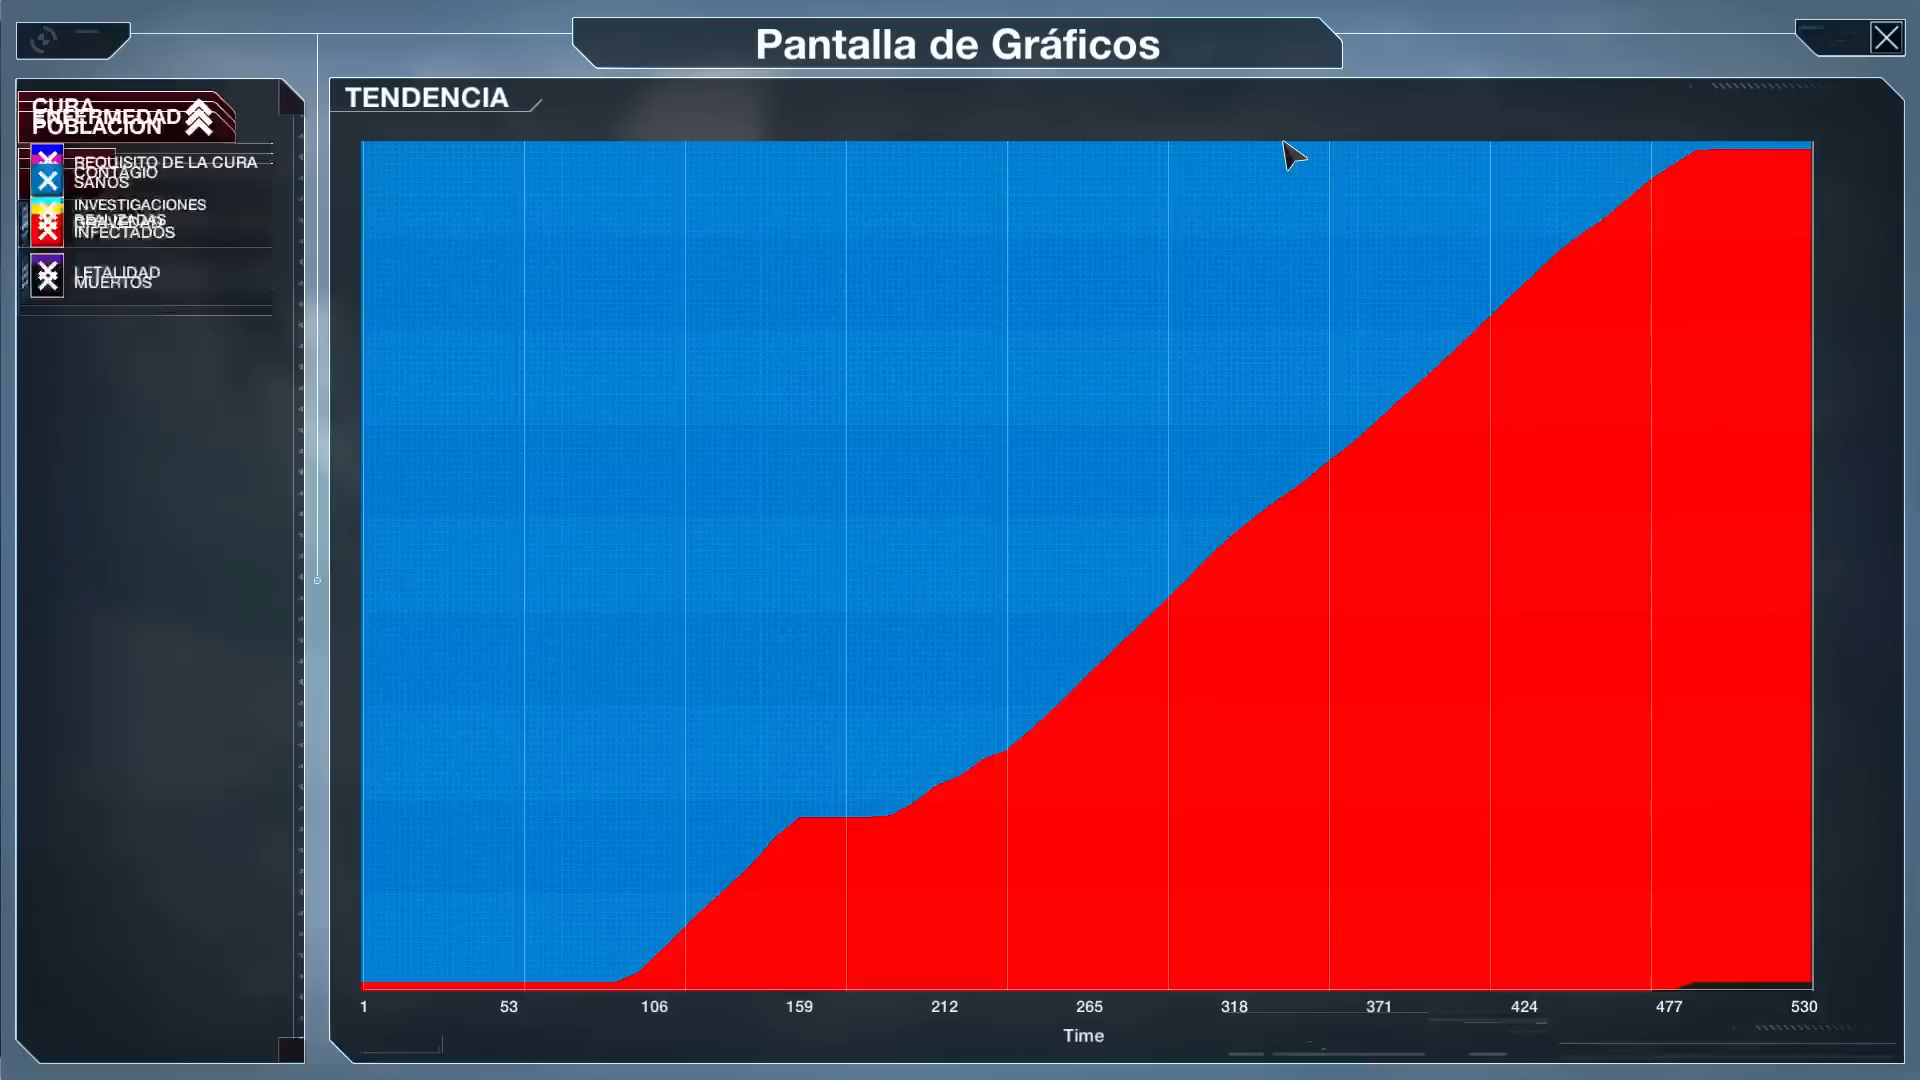 Pantalla de Gráficos
TENDENCIA
CURA
ENFERMEDAD
POBLACIÓN
REQUISITO DE LA CURA
CONTAGIO
SANOS
INVESTIGACIONES
REALIZADAS
GRAVEDAD
INFECTADOS
LETALIDAD
MUERTOS
1 53 106 159 212 265 318 371 424 477 530
Time